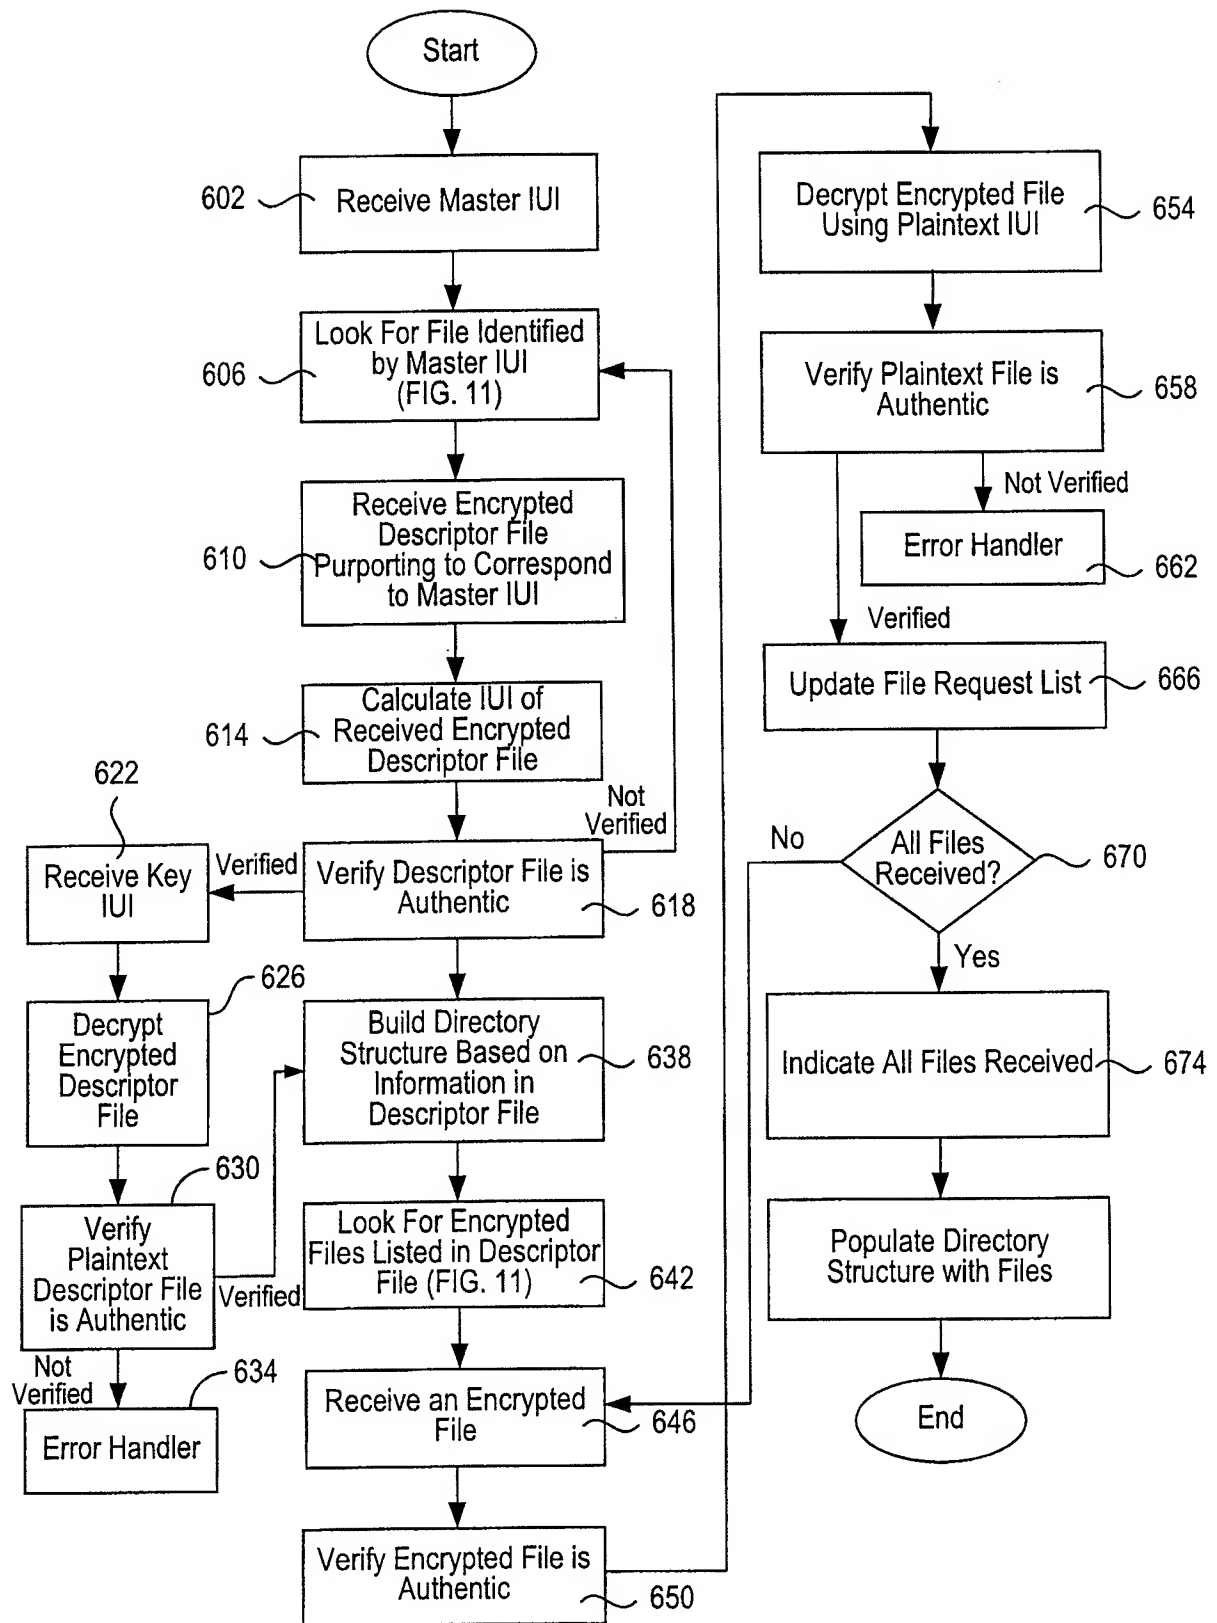 Start
602
Receive Master IUI
606
Look For File Identified
by Master IUI
(FIG. 11)
610
Receive Encrypted
Descriptor File
Purporting to Correspond
to Master IUI
614
Calculate IUI of
Received Encrypted
Descriptor File
Not
Verified
622
Receive Key
IUI
Verified
Verify Descriptor File is
Authentic
618
626
Decrypt
Encrypted
Descriptor
File
Build Directory
Structure Based on
Information in
Descriptor File
638
630
Verify
Plaintext
Descriptor File
is Authentic
Verified
Look For Encrypted
Files Listed in Descriptor
File (FIG. 11)
642
Not
Verified
634
Error Handler
Receive an Encrypted
File
646
Verify Encrypted File is
Authentic
650
Decrypt Encrypted File
Using Plaintext IUI
654
Verify Plaintext File is
Authentic
658
Not Verified
Error Handler
662
Verified
Update File Request List
666
No
All Files
Received?
670
Yes
Indicate All Files Received
674
Populate Directory
Structure with Files
End